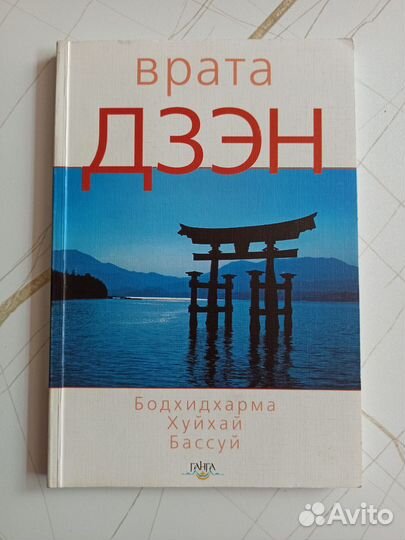 врата
ДЗЭН
Бодхидхарма
Хуйхай
Бассуй
ГАНГА
Avito